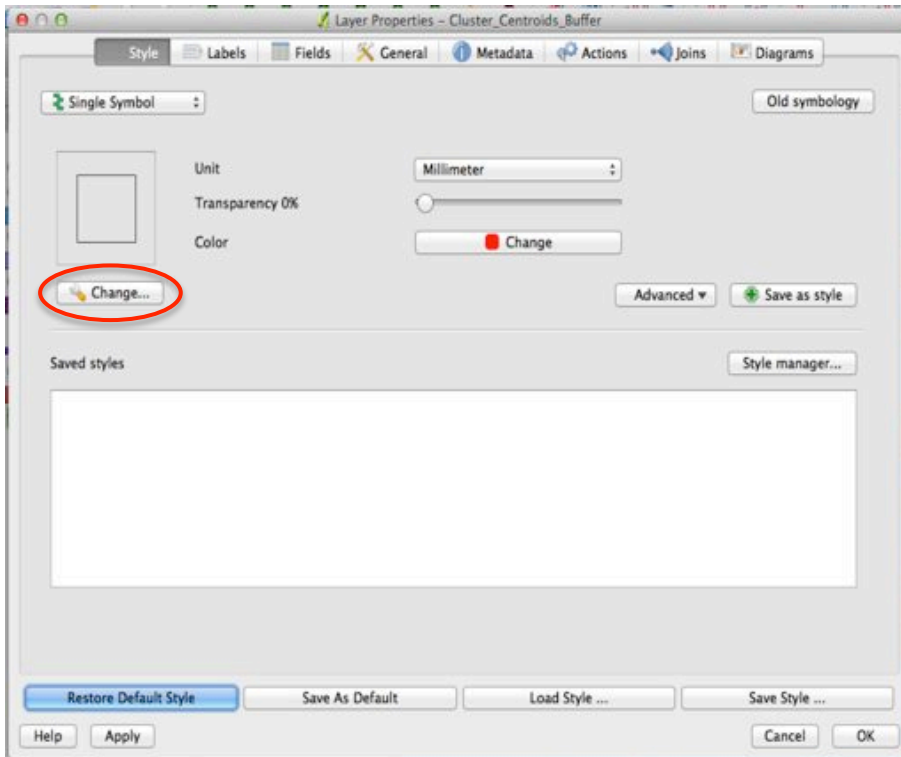 Layer Properties - Cluster_Centroids_Buffer
Style Labels Fields General Metadata Actions Joins Diagrams
Single Symbol Old symbology
Unit Millimeter
Transparency 0%
Color Change
Change... Advanced Save as style
Saved styles Style manager...
Restore Default Style Save As Default Load Style ... Save Style ...
Help Apply Cancel OK